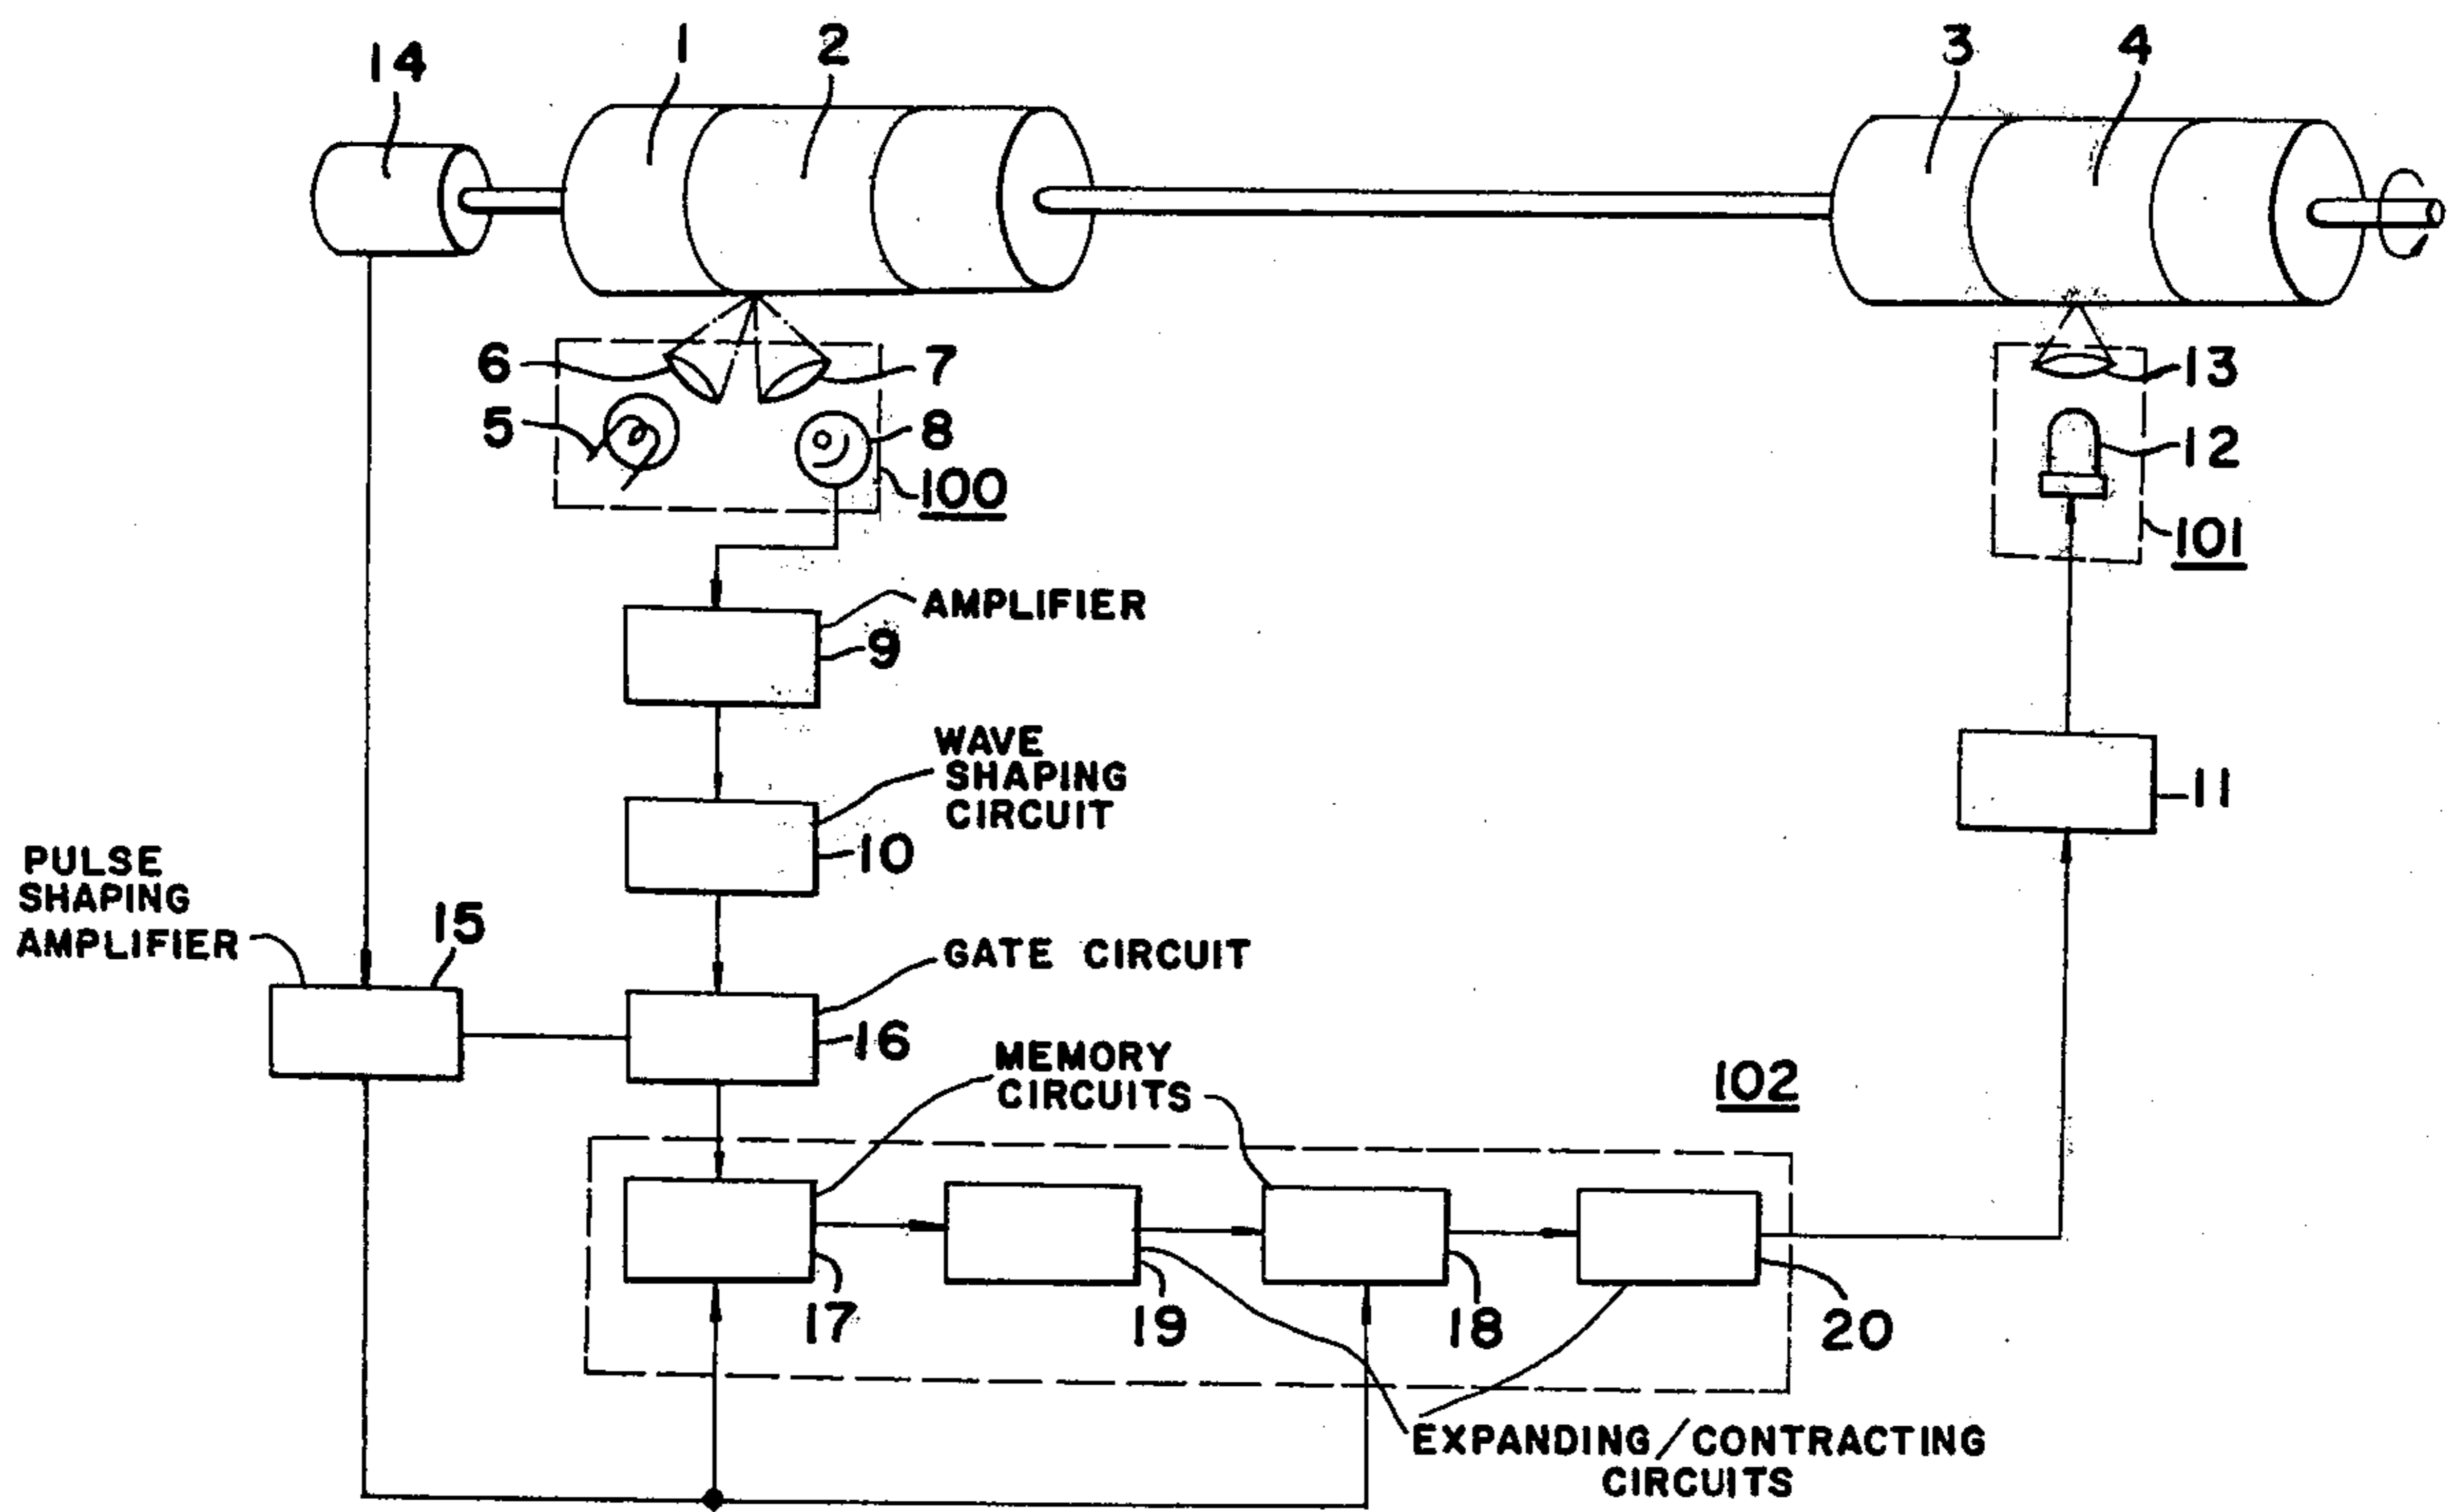 1
2
3
4
14
6
7
5
8
100
13
12
101
AMPLIFIER
9
WAVE
SHAPING
CIRCUIT
10
11
PULSE
SHAPING
AMPLIFIER
15
GATE CIRCUIT
16
MEMORY
CIRCUITS
102
17
19
18
20
EXPANDING/CONTRACTING
CIRCUITS